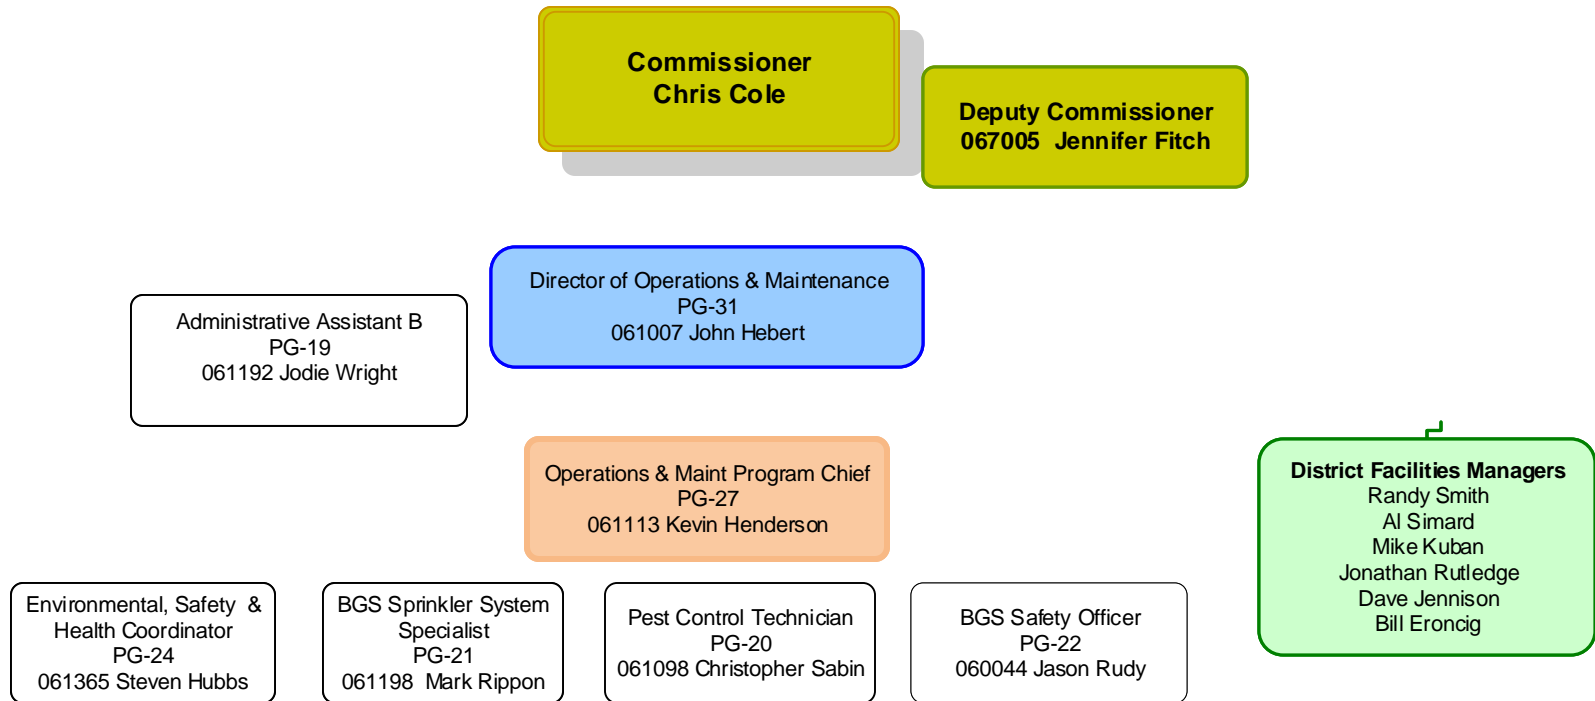 Commissioner
Chris Cole
Deputy Commissioner
067005 Jennifer Fitch
Director of Operations & Maintenance
PG-31
061007 John Hebert
Administrative Assistant B
PG-19
061192 Jodie Wright
Operations & Maint Program Chief
PG-27
061113 Kevin Henderson
District Facilities Managers
Randy Smith
Al Simard
Mike Kuban
Jonathan Rutledge
Dave Jennison
Bill Eroncig
Environmental, Safety &
Health Coordinator
PG-24
061365 Steven Hubbs
BGS Sprinkler System
Specialist
PG-21
061198 Mark Rippon
Pest Control Technician
PG-20
061098 Christopher Sabin
BGS Safety Officer
PG-22
060044 Jason Rudy